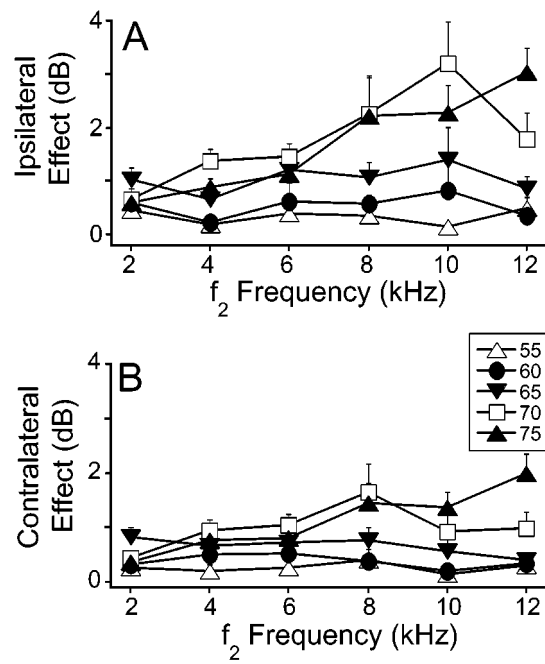 A
Ipsilateral
Effect (dB)
4
2
0
2 4 6 8 10 12
f2 Frequency (kHz)
B
Contralateral
Effect (dB)
4
2
0
55
60
65
70
75
2 4 6 8 10 12
f2 Frequency (kHz)